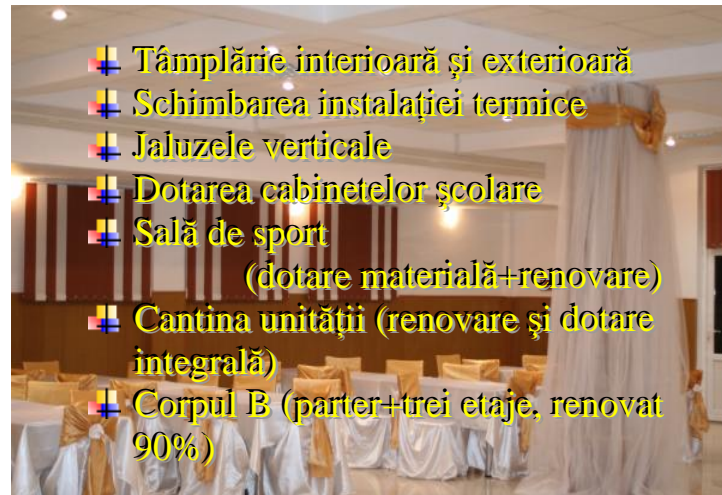 Tâmplărie interioară şi exterioară
Schimbarea instalaţiei termice
Jaluzele verticale
Dotarea cabinetelor şcolare
Sală de sport
(dotare materială+renovare)
Cantina unităţii (renovare şi dotare
integrală)
Corpul B (parter+trei etaje, renovat
90%)